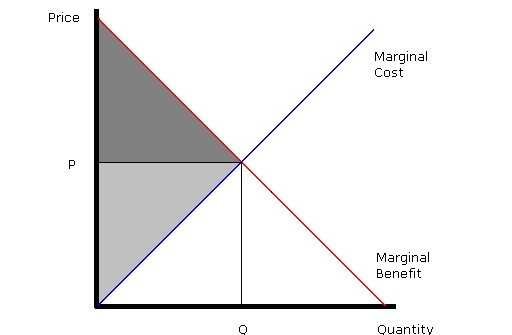 Price
Marginal
Cost
P
Marginal
Benefit
Q
Quantity